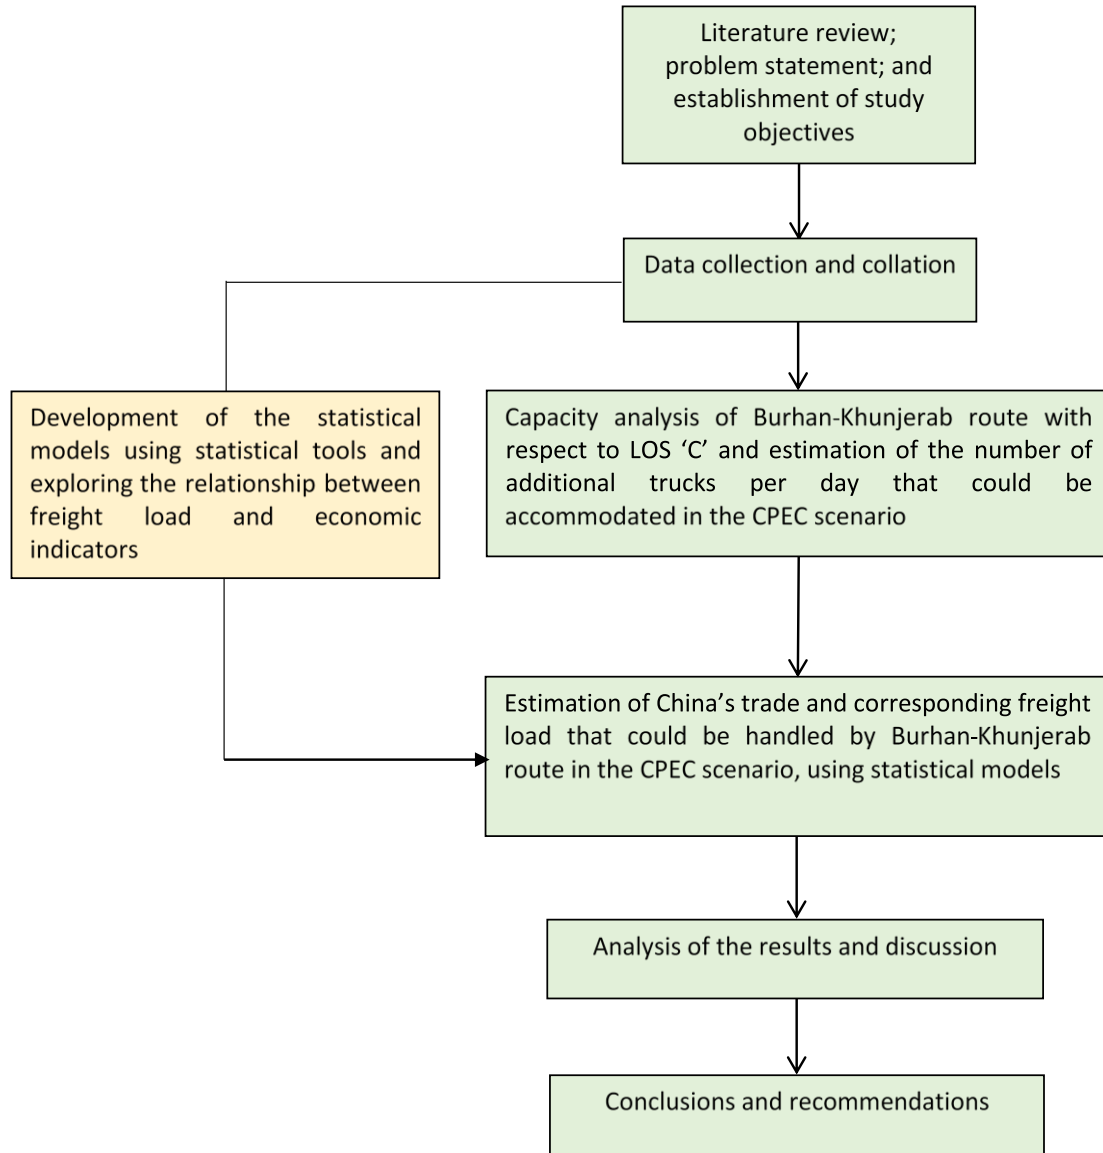 Literature review;
problem statement; and
establishment of study
objectives
Data collection and collation
Development of the statistical
models using statistical tools and
exploring the relationship between
freight load and economic
indicators
Capacity analysis of Burhan-Khunjerab route with
respect to LOS ‘C’ and estimation of the number of
additional trucks per day that could be
accommodated in the CPEC scenario
Estimation of China’s trade and corresponding freight
load that could be handled by Burhan-Khunjerab
route in the CPEC scenario, using statistical models
Analysis of the results and discussion
Conclusions and recommendations